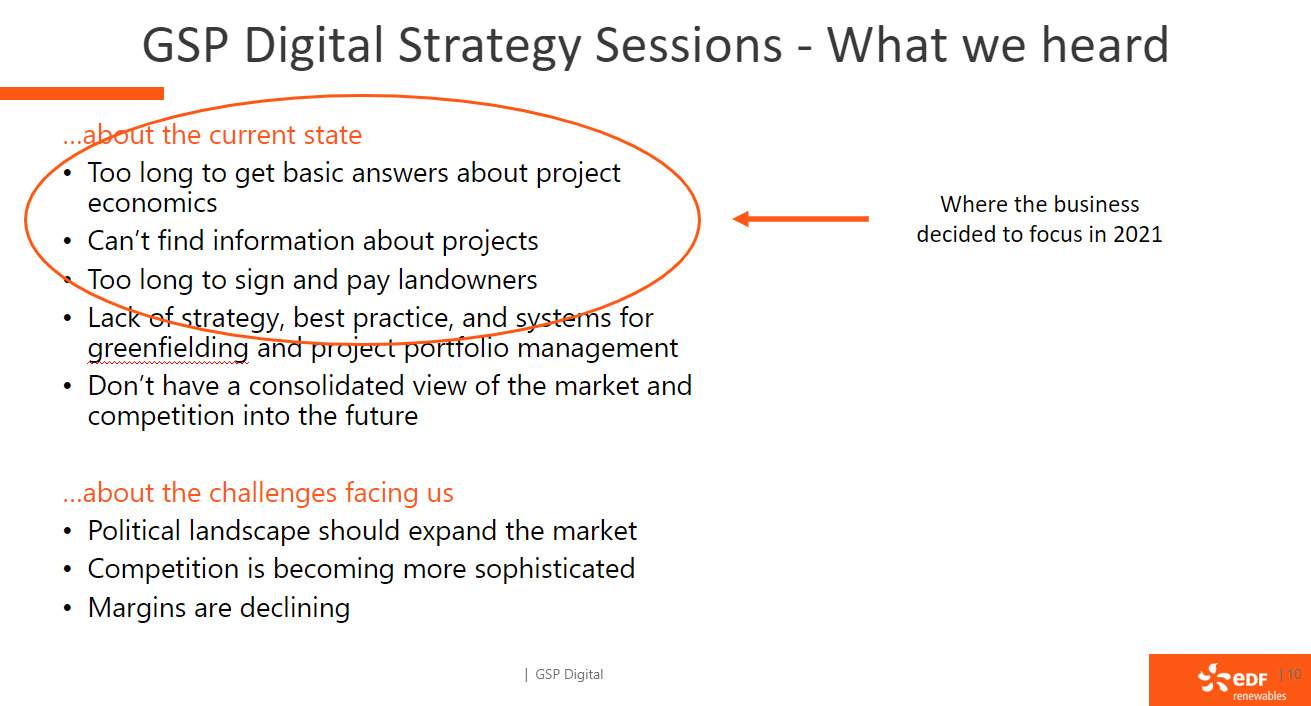 GSP Digital Strategy Sessions - What we heard
...about the current state
• Too long to get basic answers about project
economics
• Can't find information about projects
• Too long to sign and pay landowners
• Lack of strategy, best practice, and systems for
greenfielding and project portfolio management
• Don't have a consolidated view of the market and
competition into the future
Where the business
decided to focus in 2021
...about the challenges facing us
• Political landscape should expand the market
• Competition is becoming more sophisticated
• Margins are declining
| GSP Digital
eDF
renewables
| 10